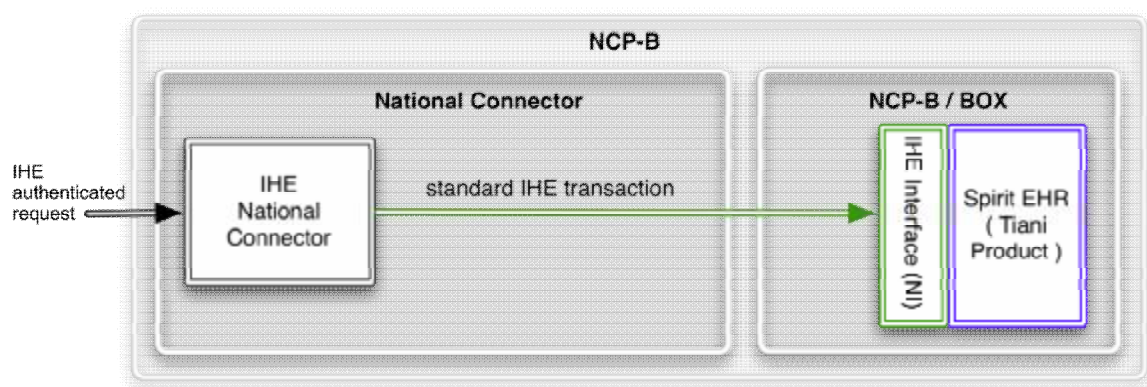 NCP-B
National Connector
NCP-B / BOX
IHE
authenticated
request
IHE
National
Connector
standard IHE transaction
IHE Interface (NI)
Spirit EHR
( Tiani
Product )